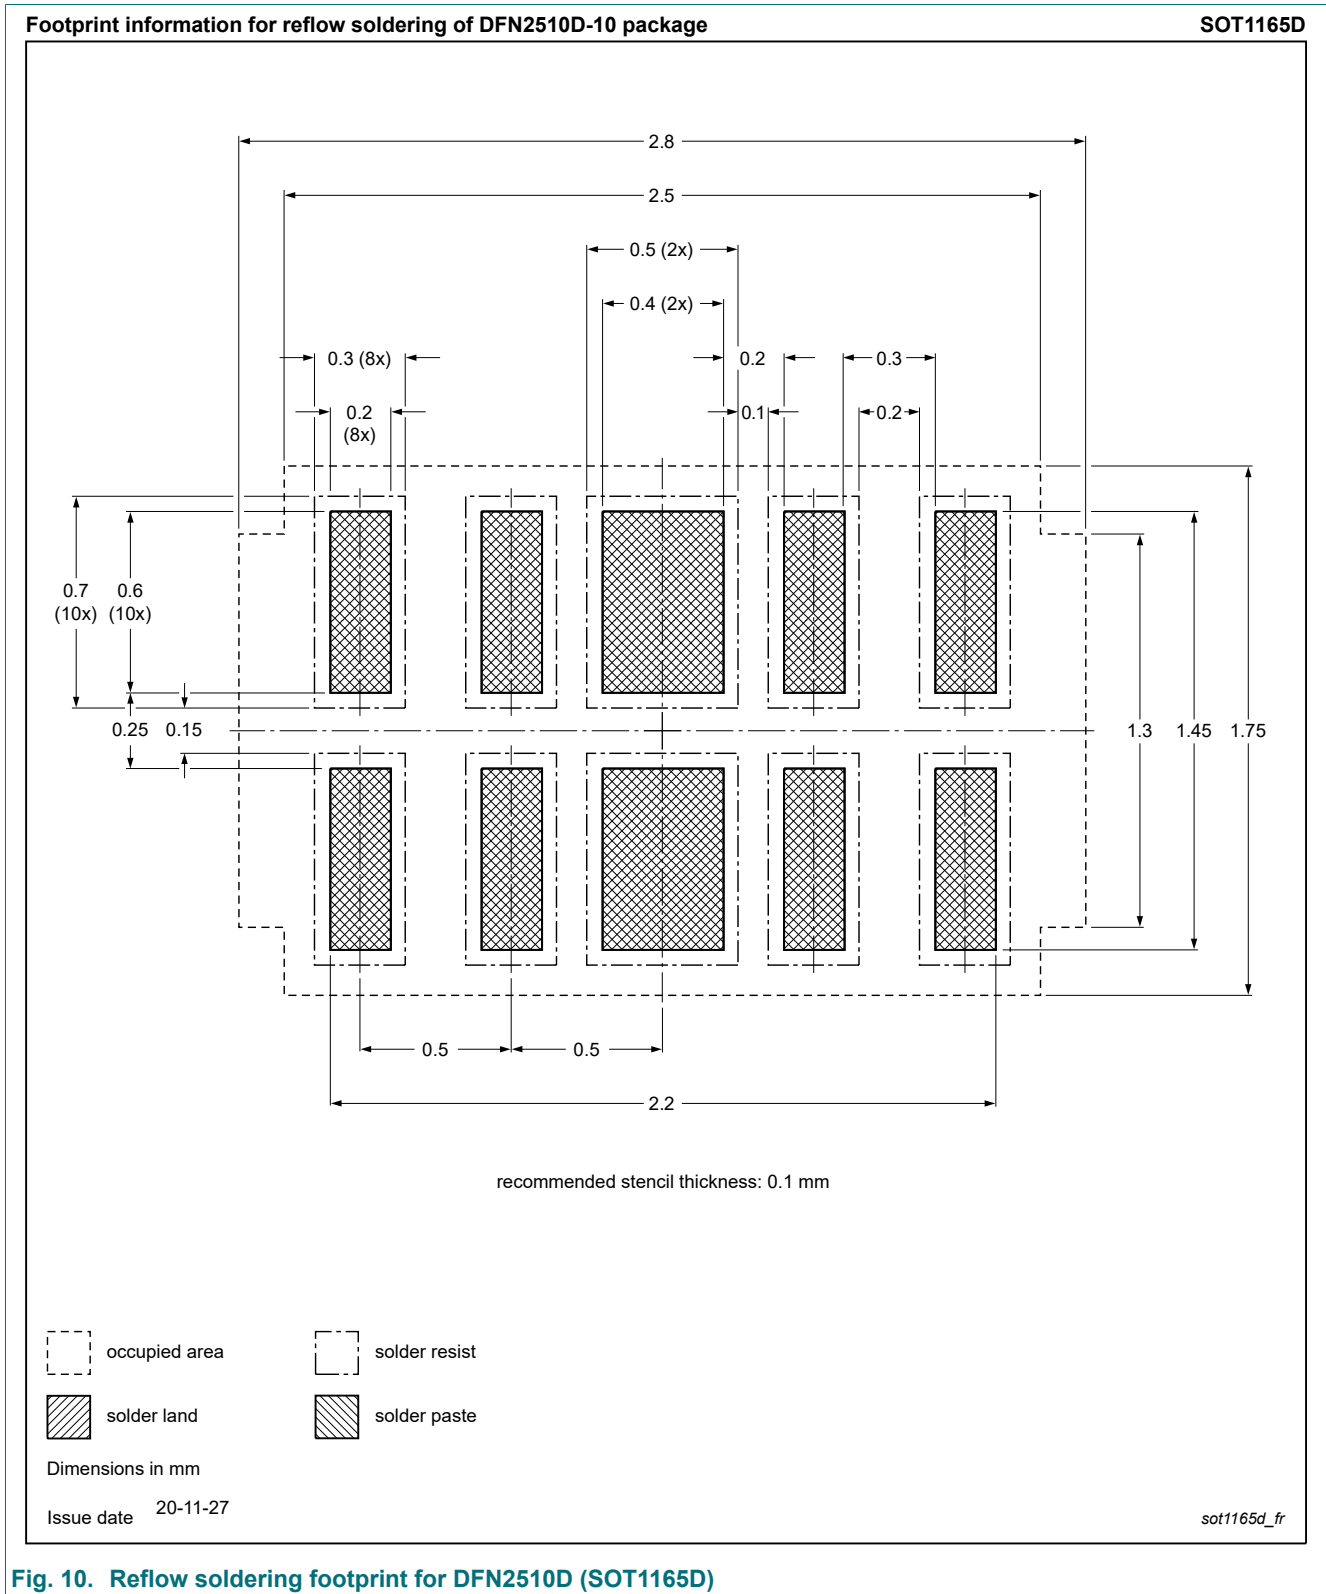 Footprint information for reflow soldering of DFN2510D-10 package SOT1165D
2.8
2.5
0.5 (2x)
0.4 (2x)
0.3 (8x) 0.2 0.3
0.2 0.1 0.2
(8x)
0.7 0.6
(10x) (10x)
0.25 0.15 1.3 1.45 1.75
0.5 0.5
2.2
recommended stencil thickness: 0.1 mm
occupied area solder resist
solder land solder paste
Dimensions in mm
Issue date 20-11-27 sot1165d_fr
Fig. 10. Reflow soldering footprint for DFN2510D (SOT1165D)